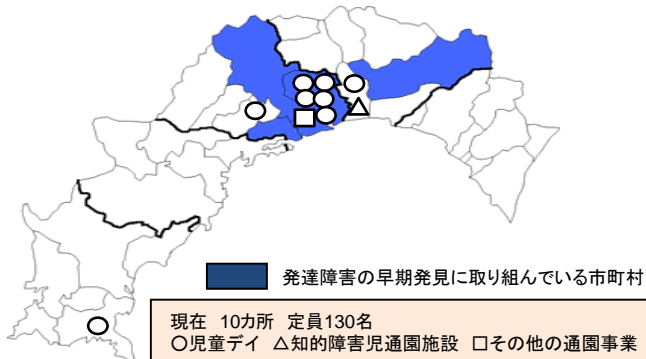 発達障害の早期発見に取り組んでいる市町村
現在 10カ所 定員130名
○児童デイ △知的障害児通園施設 □その他の通園事業